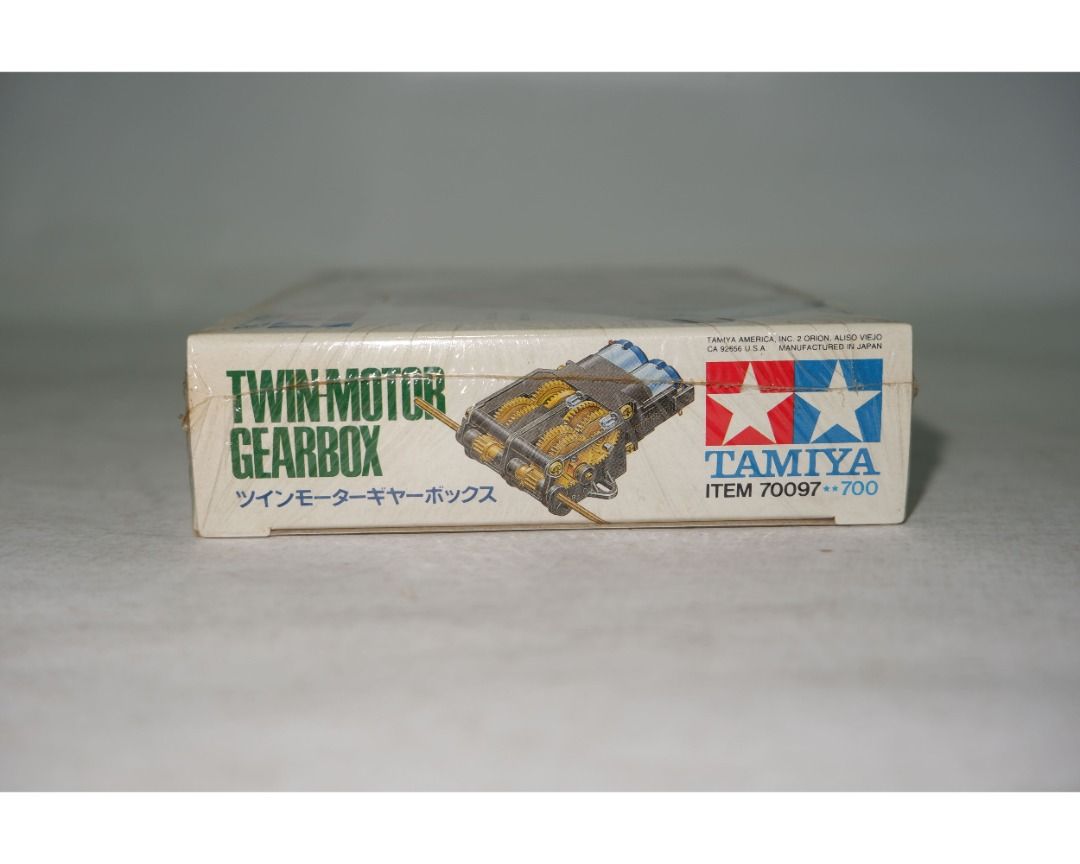 TWIN-MOTOR
GEARBOX
ツインモーターギヤーボックス
TAMIYA AMERICA, INC. 2 ORION, ALISO VIEJO
CA 92656 U.S.A MANUFACTURED IN JAPAN
TAMIYA
ITEM 70097★★700